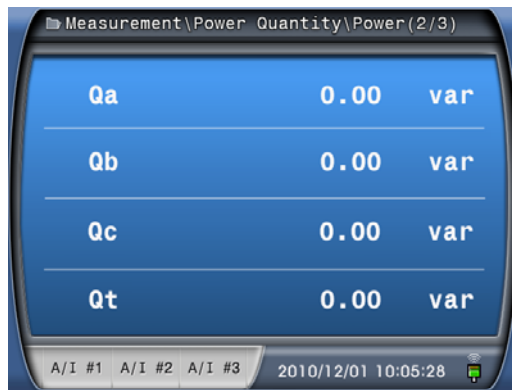 Measurement\Power Quantity\Power(2/3)
Qa 0.00 var
Qb 0.00 var
Qc 0.00 var
Qt 0.00 var
A/I #1 A/I #2 A/I #3 2010/12/01 10:05:28